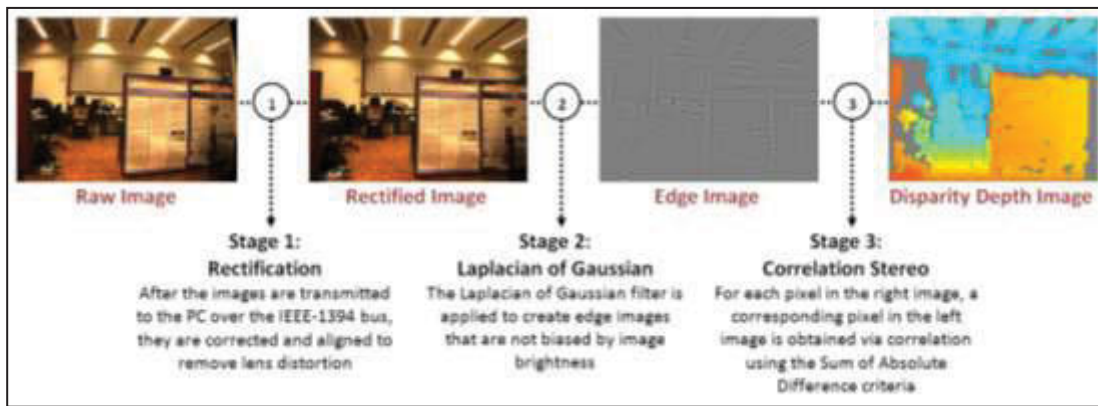 1
2
3
Raw Image
Rectified Image
Edge Image
Disparity Depth Image
Stage 1:
Rectification
After the images are transmitted
to the PC over the IEEE-1394 bus,
they are corrected and aligned to
remove lens distortion
Stage 2:
Laplacian of Gaussian
The Laplacian of Gaussian filter is
applied to create edge images
that are not biased by image
brightness
Stage 3:
Correlation Stereo
For each pixel in the right image, a
corresponding pixel in the left
image is obtained via correlation
using the Sum of Absolute
Difference criteria